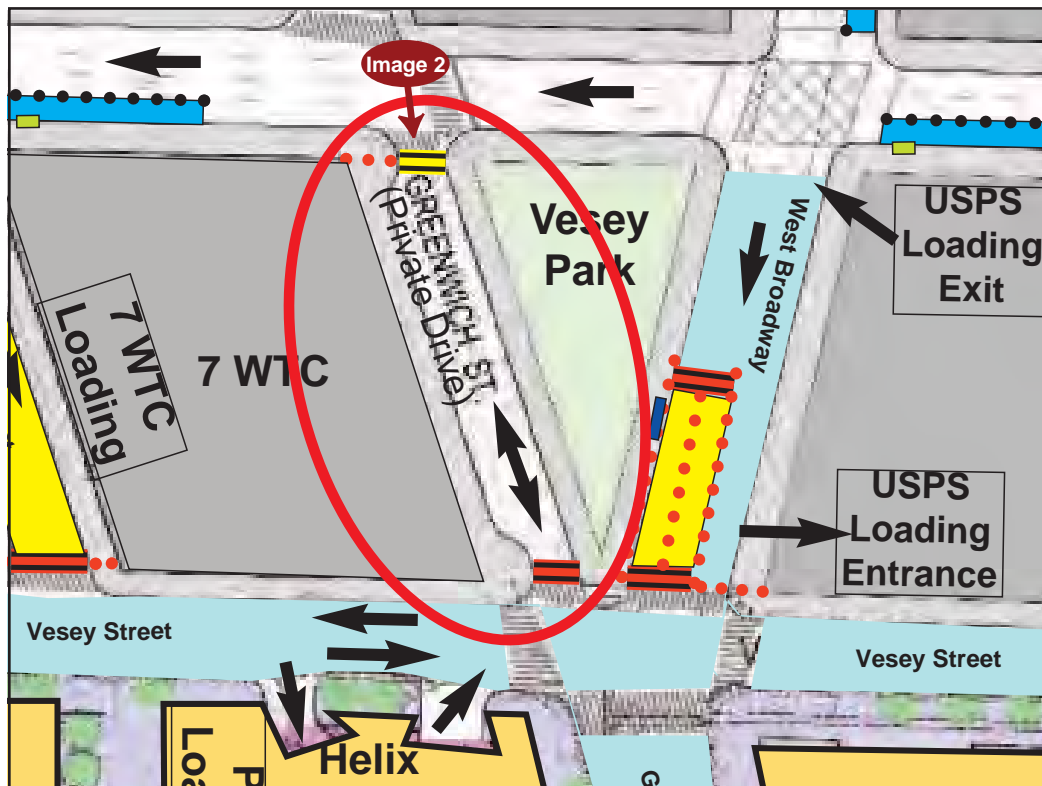 Image 2
GREENWICH ST.
(Private Drive)
Vesey
Park
West Broadway
USPS
Loading
Exit
7 WTC
Loading
7 WTC
USPS
Loading
Entrance
Vesey Street
Vesey Street
Helix
P
Loa
G